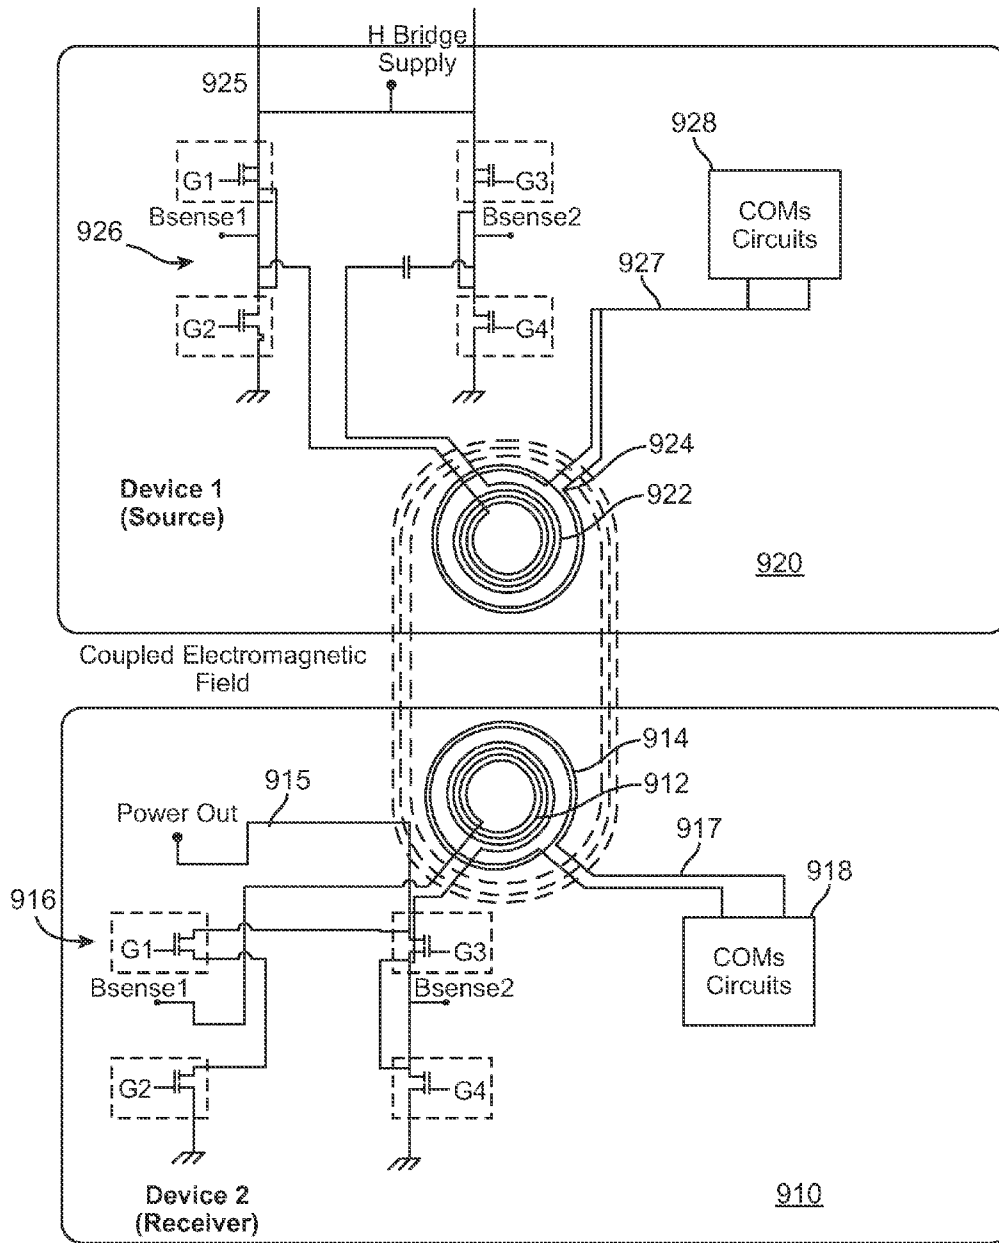 H Bridge
Supply
925
928
G1
G3
COMs
Circuits
Bsense1
Bsense2
926
927
G2
G4
924
Device 1
(Source)
922
920
Coupled Electromagnetic
Field
914
915
912
Power Out
917
918
916
G1
G3
COMs
Circuits
Bsense1
Bsense2
G2
G4
Device 2
(Receiver)
910